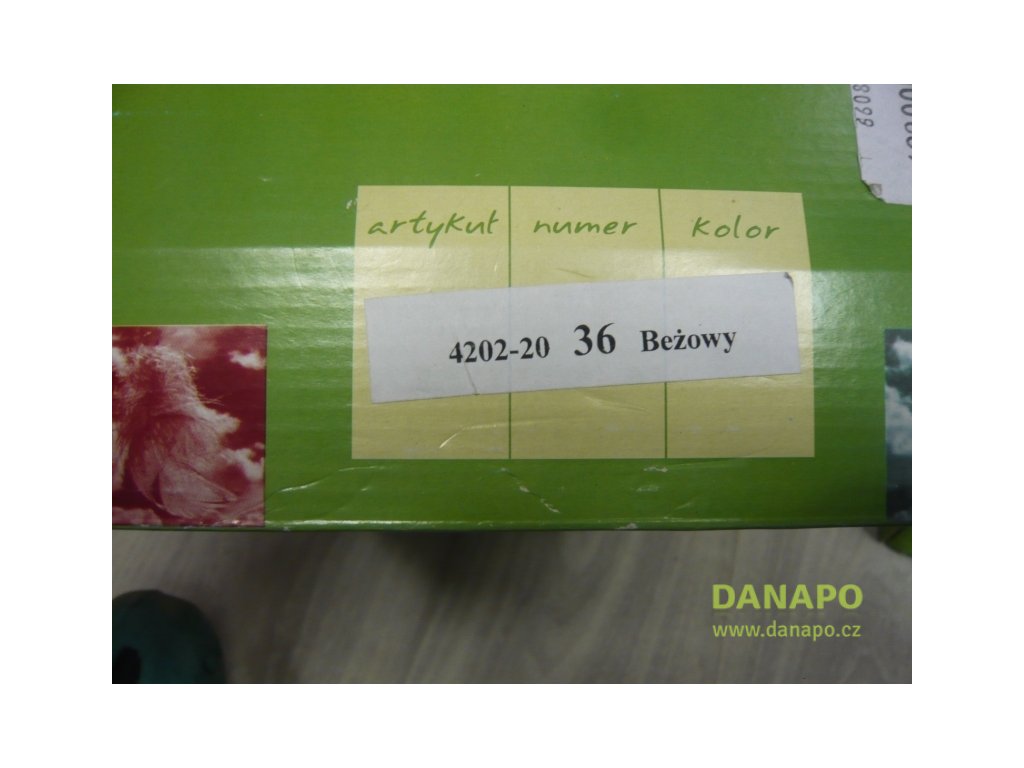 artykuł numer kolor
4202-20 36 Beżowy
DANAPO
www.danapo.cz